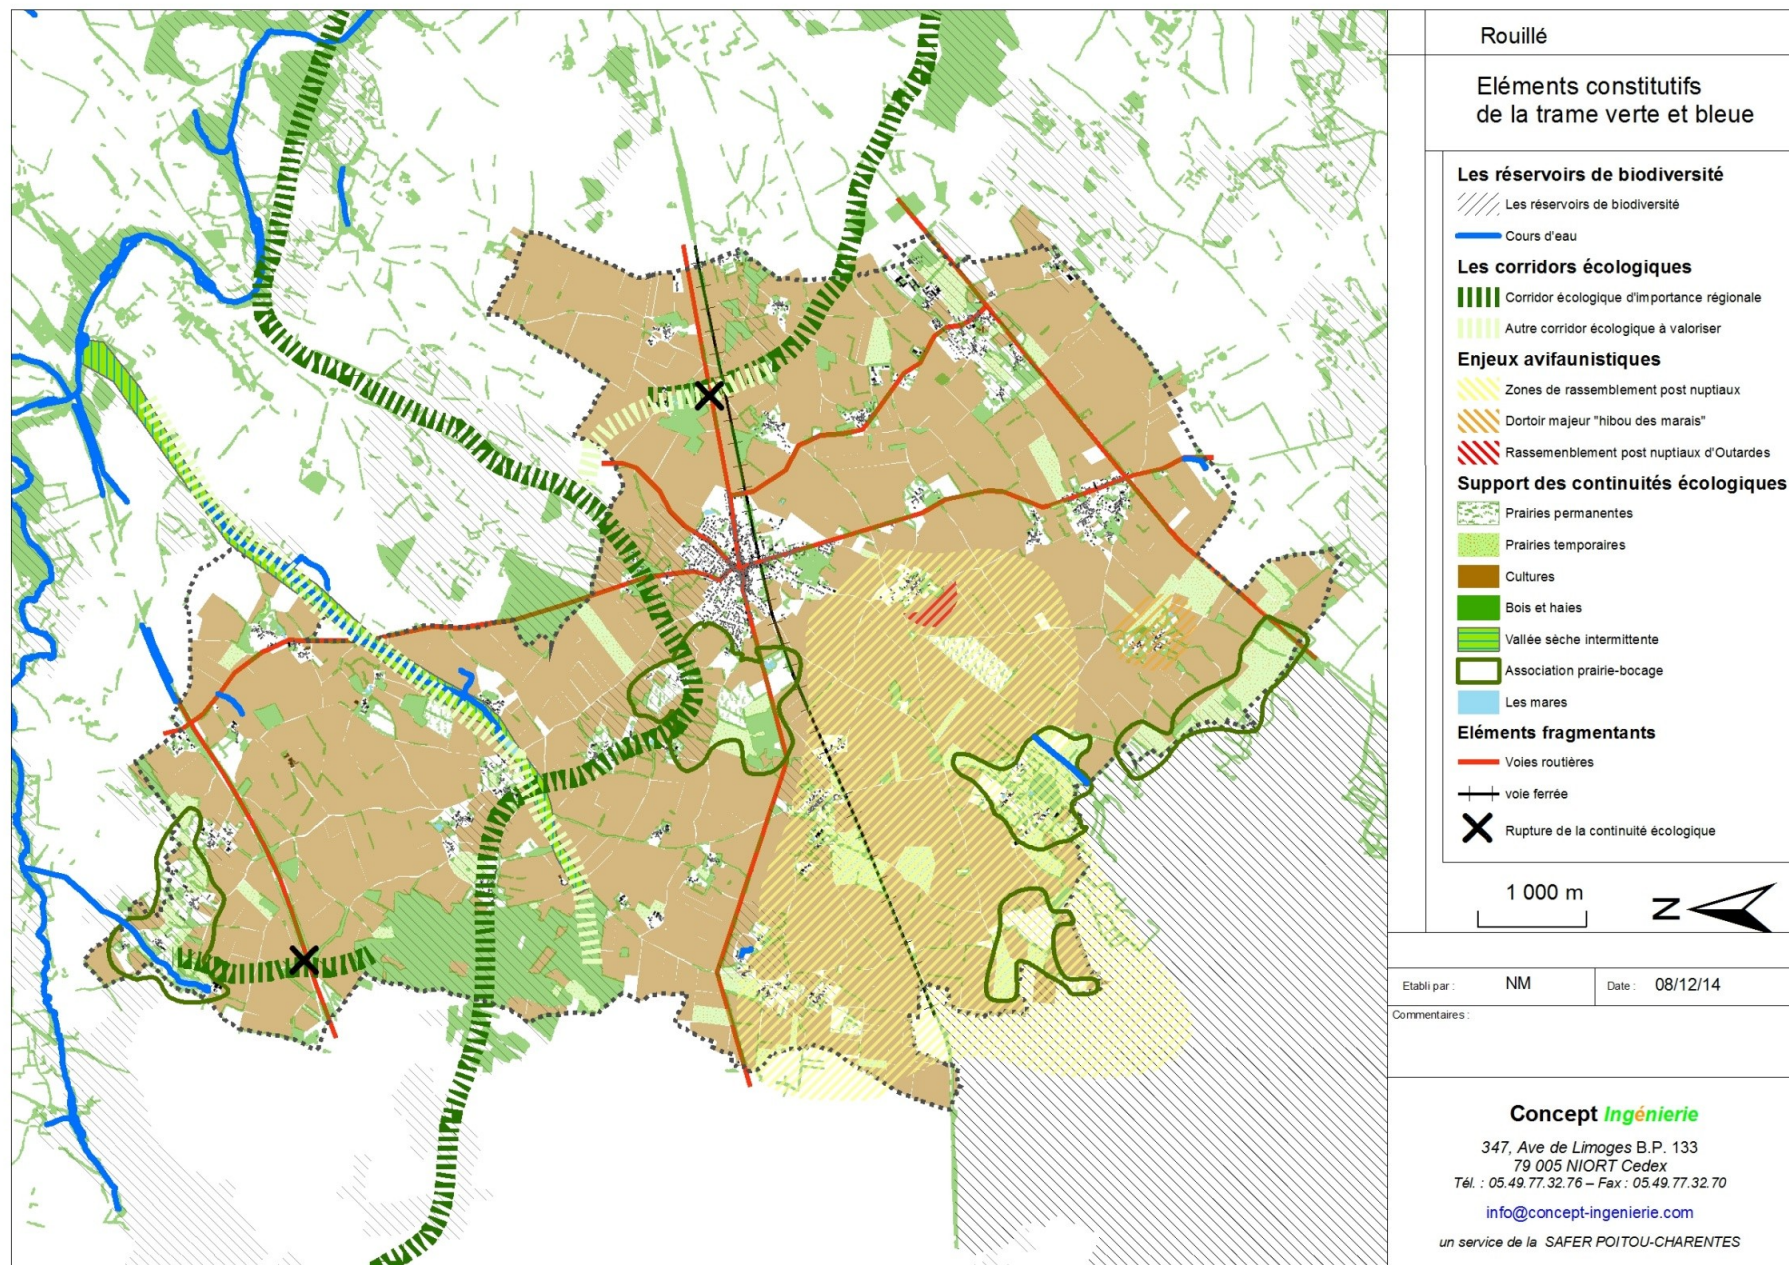 Rouillé
Eléments constitutifs
de la trame verte et bleue
Les réservoirs de biodiversité
Les réservoirs de biodiversité
Cours d'eau
Les corridors écologiques
Corridor écologique d'importance régionale
Autre corridor écologique à valoriser
Enjeux avifaunistiques
Zones de rassemblement post nuptiaux
Dortoir majeur "hibou des marais"
Rassemenblement post nuptiaux d'Outardes
Support des continuités écologiques
Prairies permanentes
Prairies temporaires
Cultures
Bois et haies
Vallée sèche intermittente
Association prairie-bocage
Les mares
Eléments fragmentants
Voies routières
voie ferrée
Rupture de la continuité écologique
1 000 m
N
Etabli par : NM
Date : 08/12/14
Commentaires :
Concept Ingénierie
347, Ave de Limoges B.P. 133
79 005 NIORT Cedex
Tél. : 05.49.77.32.76 – Fax : 05.49.77.32.70
info@concept-ingenierie.com
un service de la SAFER POITOU-CHARENTES